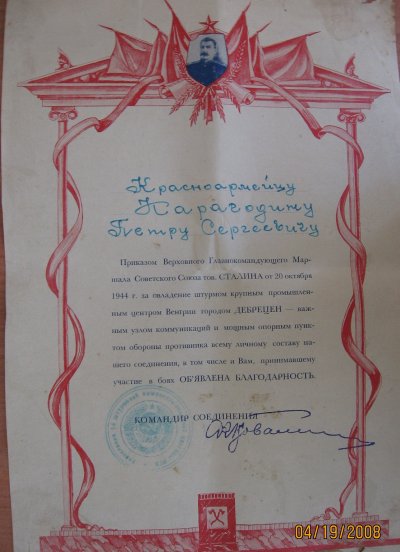 Красноармейцу
Карагодину
Петру Сергеевичу
Приказом Верховного Главнокомандующего Мар-
шала Советского Союза тов. СТАЛИНА от 20 октября
1944 г. за овладение штурмом крупным промышлен-
ным центром Венгрии городом ДЕБРЕЦЕН — важ-
ным узлом коммуникаций и мощным опорным пунк-
том обороны противника всему личному составу на-
шего соединения, в том числе и Вам, принимавшему
участие в боях ОБ'ЯВЛЕНА БЛАГОДАРНОСТЬ.
КОМАНДИР СОЕДИНЕНИЯ
04/19/2008